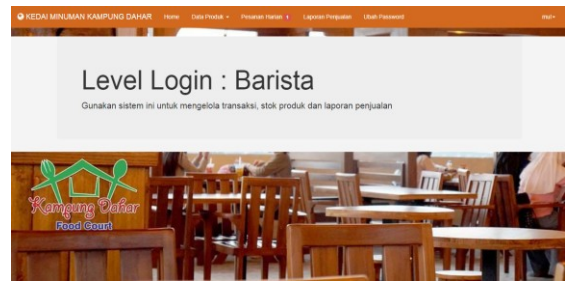 KEDAI MINUMAN KAMPUNG DAHAR Home Data Produk Pesanan Harian Laporan Penjualan Ubah Password
Level Login : Barista
Gunakan sistem ini untuk mengelola transaksi, stok produk dan laporan penjualan
Kampung Dahar
Food Court